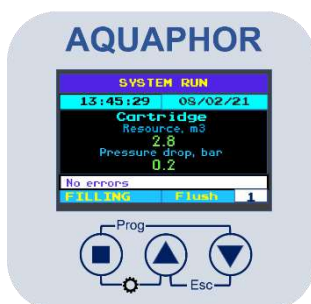 AQUAPHOR
SYSTEM RUN
13:45:29 08/02/21
Cartridge
Resource, m3
2.8
Pressure drop, bar
0.2
No errors
FILLING Flush 1
Prog
Esc